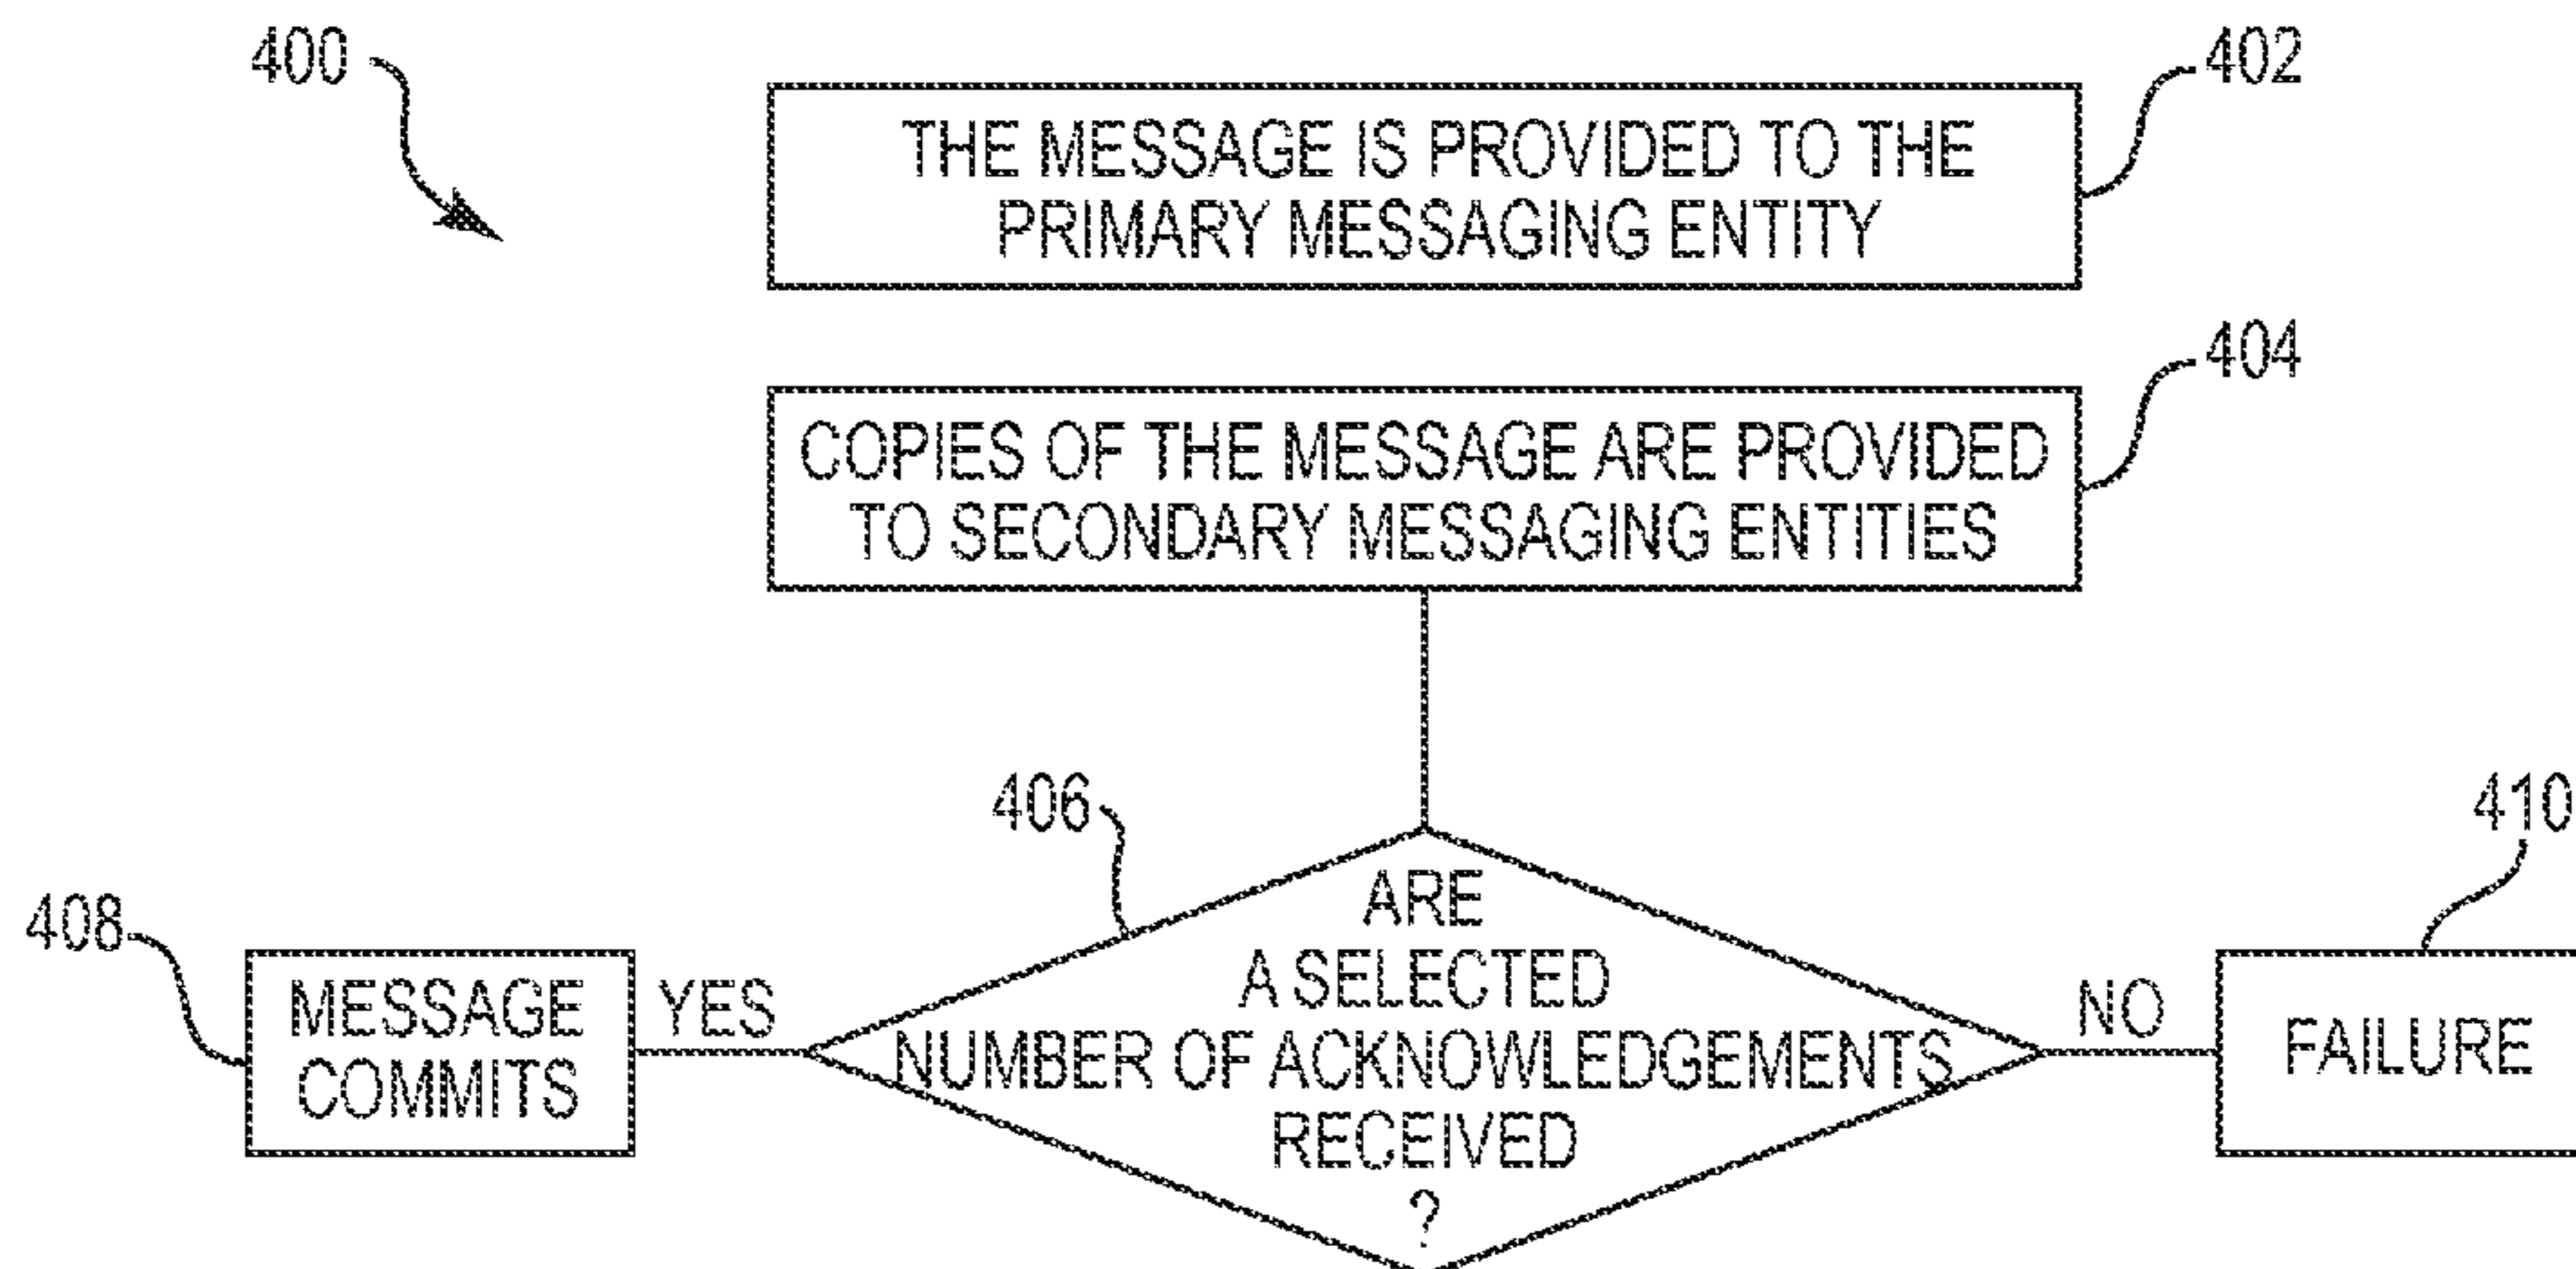 400
402
THE MESSAGE IS PROVIDED TO THE
PRIMARY MESSAGING ENTITY
404
COPIES OF THE MESSAGE ARE PROVIDED
TO SECONDARY MESSAGING ENTITIES
406
410
408
ARE
A SELECTED
NUMBER OF ACKNOWLEDGEMENTS
RECEIVED
?
MESSAGE
COMMITS
YES
NO
FAILURE